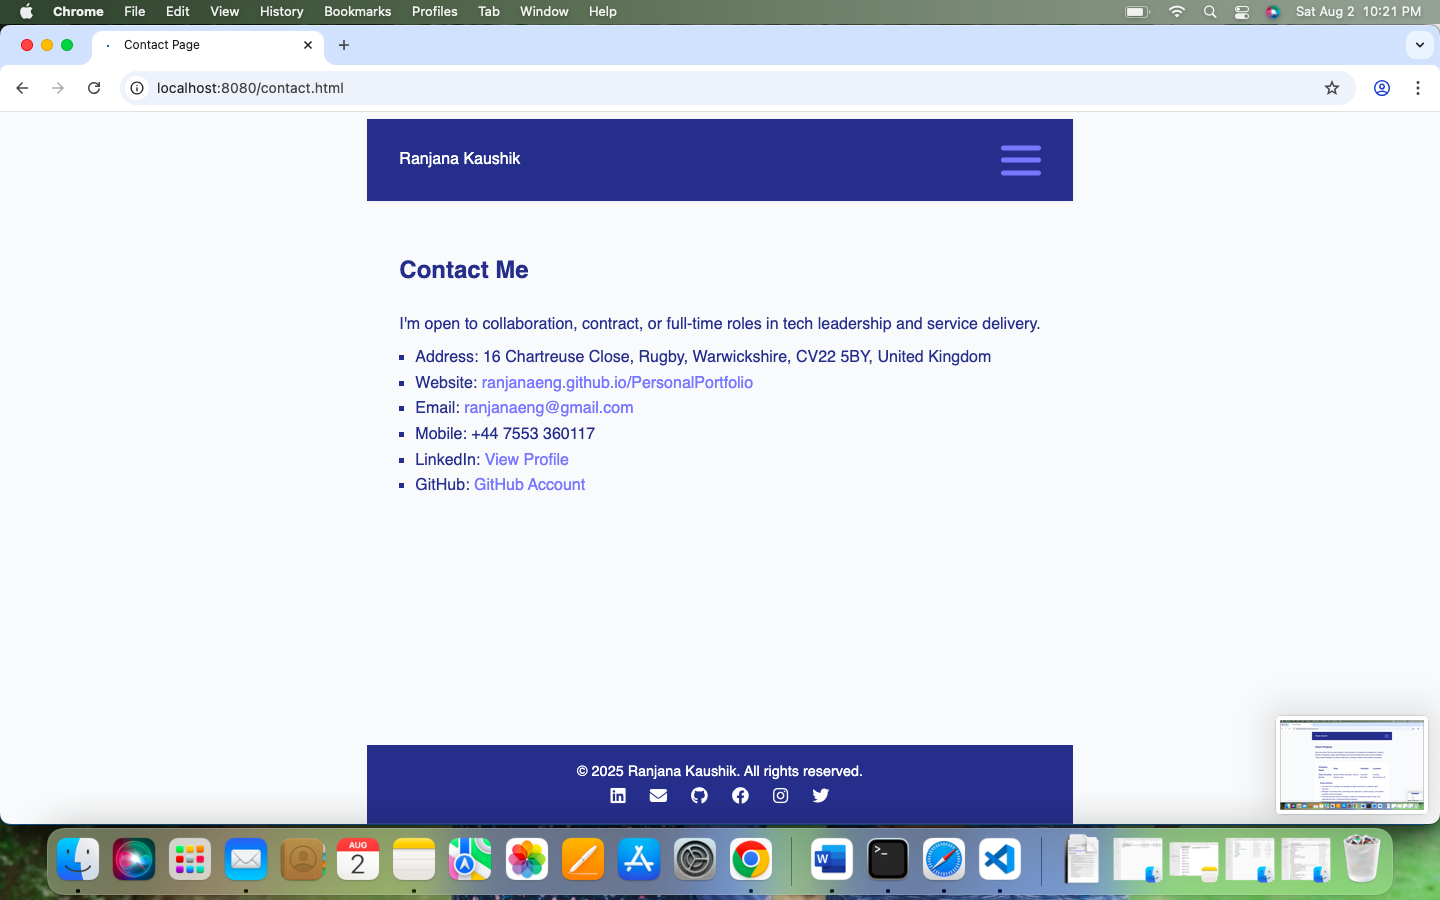 Chrome File Edit View History Bookmarks Profiles Tab Window Help Sat Aug 2 10:21 PM
Contact Page
localhost:8080/contact.html
Ranjana Kaushik
Contact Me
I'm open to collaboration, contract, or full-time roles in tech leadership and service delivery.
Address: 16 Chartreuse Close, Rugby, Warwickshire, CV22 5BY, United Kingdom
Website: ranjanaeng.github.io/PersonalPortfolio
Email: ranjanaeng@gmail.com
Mobile: +44 7553 360117
LinkedIn: View Profile
GitHub: GitHub Account
© 2025 Ranjana Kaushik. All rights reserved.
AUG
2
W
>_